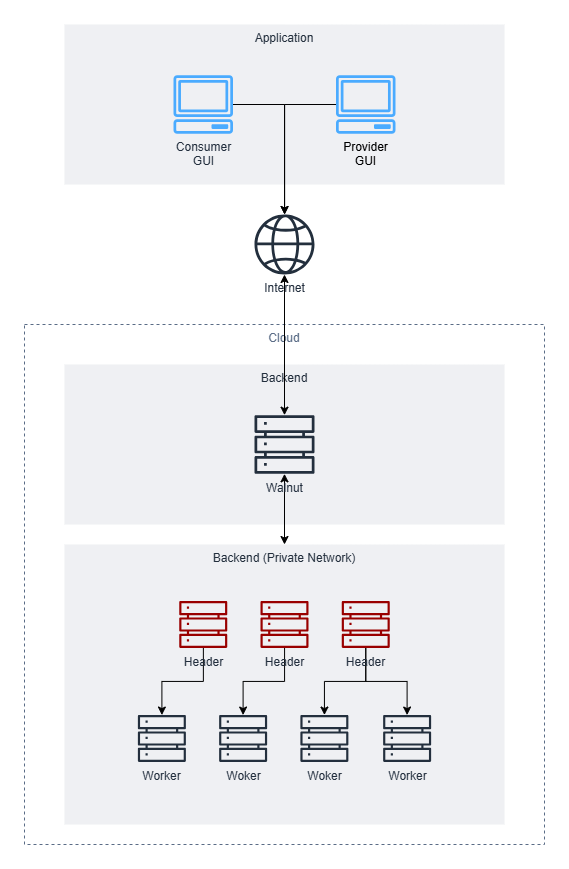 Application
Consumer
GUI
Provider
GUI
Internet
Cloud
Backend
Walnut
Backend (Private Network)
Header
Header
Header
Worker
Woker
Woker
Worker